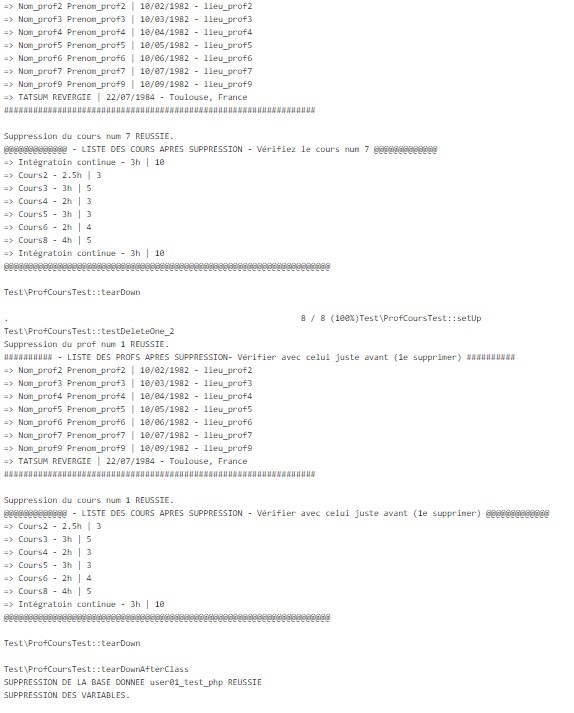 => Nom_prof2 Prenom_prof2 | 10/02/1982 - lieu_prof2
=> Nom_prof3 Prenom_prof3 | 10/03/1982 - lieu_prof3
=> Nom_prof4 Prenom_prof4 | 10/04/1982 - lieu_prof4
=> Nom_prof5 Prenom_prof5 | 10/05/1982 - lieu_prof5
=> Nom_prof6 Prenom_prof6 | 10/06/1982 - lieu_prof6
=> Nom_prof7 Prenom_prof7 | 10/07/1982 - lieu_prof7
=> Nom_prof9 Prenom_prof9 | 10/09/1982 - lieu_prof9
=> TATSUM REVERGIE | 22/07/1984 - Toulouse, France
################################################################
Suppression du cours num 7 REUSSIE.
@@@@@@@@@@@@@ - LISTE DES COURS APRES SUPPRESSION - Vérifiez le cours num 7 @@@@@@@@@@@@@
=> Intégratoin continue - 3h | 10
=> Cours2 - 2.5h | 3
=> Cours3 - 3h | 5
=> Cours4 - 2h | 3
=> Cours5 - 3h | 3
=> Cours6 - 2h | 4
=> Cours8 - 4h | 5
=> Intégratoin continue - 3h | 10
@@@@@@@@@@@@@@@@@@@@@@@@@@@@@@@@@@@@@@@@@@@@@@@@@@@@@@@@@@@@@@@@@@@
Test\ProfCoursTest::tearDown
. 8 / 8 (100%)Test\ProfCoursTest::setUp
Test\ProfCoursTest::testDeleteOne_2
Suppression du prof num 1 REUSSIE.
########## - LISTE DES PROFS APRES SUPPRESSION- Vérifier avec celui juste avant (1e supprimer) ##########
=> Nom_prof2 Prenom_prof2 | 10/02/1982 - lieu_prof2
=> Nom_prof3 Prenom_prof3 | 10/03/1982 - lieu_prof3
=> Nom_prof4 Prenom_prof4 | 10/04/1982 - lieu_prof4
=> Nom_prof5 Prenom_prof5 | 10/05/1982 - lieu_prof5
=> Nom_prof6 Prenom_prof6 | 10/06/1982 - lieu_prof6
=> Nom_prof7 Prenom_prof7 | 10/07/1982 - lieu_prof7
=> Nom_prof9 Prenom_prof9 | 10/09/1982 - lieu_prof9
=> TATSUM REVERGIE | 22/07/1984 - Toulouse, France
################################################################
Suppression du cours num 1 REUSSIE.
@@@@@@@@@@@@@ - LISTE DES COURS APRES SUPPRESSION - Vérifier avec celui juste avant (1e supprimer) @@@@@@@@@@@@@
=> Cours2 - 2.5h | 3
=> Cours3 - 3h | 5
=> Cours4 - 2h | 3
=> Cours5 - 3h | 3
=> Cours6 - 2h | 4
=> Cours8 - 4h | 5
=> Intégratoin continue - 3h | 10
@@@@@@@@@@@@@@@@@@@@@@@@@@@@@@@@@@@@@@@@@@@@@@@@@@@@@@@@@@@@@@@@@@@
Test\ProfCoursTest::tearDown
Test\ProfCoursTest::tearDownAfterClass
SUPPRESSION DE LA BASE DONNEE user01_test_php REUSSIE
SUPPRESSION DES VARIABLES.